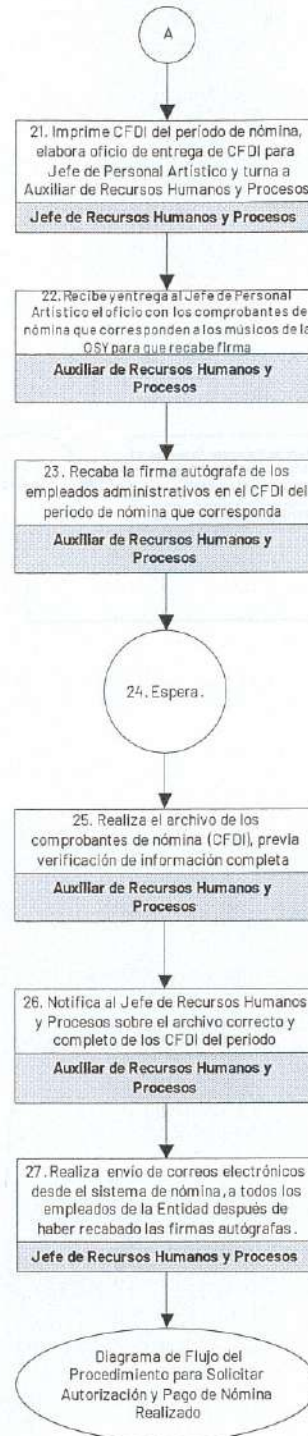 A
21. Imprime CFDI del período de nómina,
elabora oficio de entrega de CFDI para
Jefe de Personal Artístico y turna a
Auxiliar de Recursos Humanos y Procesos
Jefe de Recursos Humanos y Procesos
22. Recibe y entrega al Jefe de Personal
Artístico el oficio con los comprobantes de
nómina que corresponden a los músicos de la
OSY para que recabe firma
Auxiliar de Recursos Humanos y
Procesos
23. Recaba la firma autógrafa de los
empleados administrativos en el CFDI del
periodo de nómina que corresponda
Auxiliar de Recursos Humanos y
Procesos
24. Espera.
25. Realiza el archivo de los
comprobantes de nómina (CFDI), previa
verificación de información completa
Auxiliar de Recursos Humanos y
Procesos
26. Notifica al Jefe de Recursos Humanos
y Procesos sobre el archivo correcto y
completo de los CFDI del periodo
Auxiliar de Recursos Humanos y
Procesos
27. Realiza envío de correos electrónicos
desde el sistema de nómina, a todos los
empleados de la Entidad después de
haber recabado las firmas autógrafas.
Jefe de Recursos Humanos y Procesos
Diagrama de Flujo del
Procedimiento para Solicitar
Autorización y Pago de Nómina
Realizado